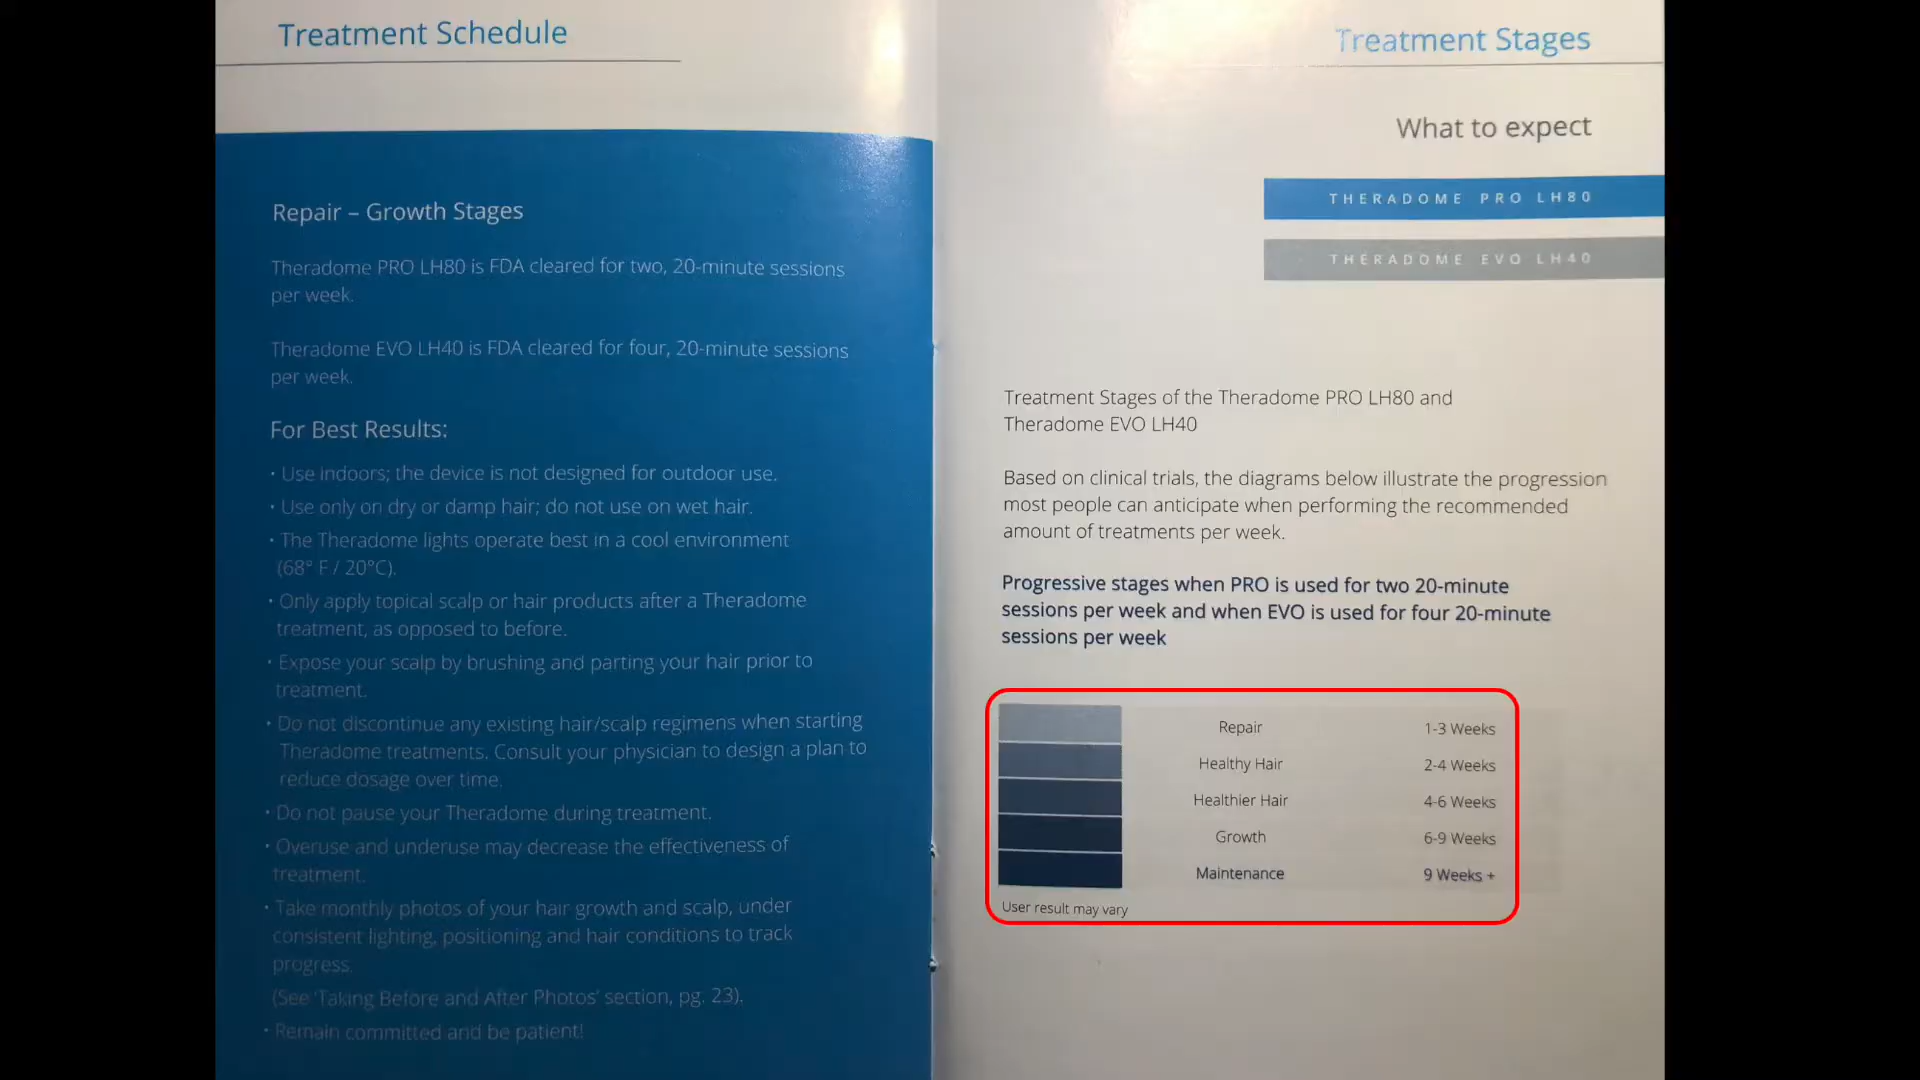 Treatment Schedule
Repair – Growth Stages
Theradome PRO LH80 is FDA cleared for two, 20-minute sessions
per week.
Theradome EVO LH40 is FDA cleared for four, 20-minute sessions
per week.
For Best Results:
• Use indoors; the device is not designed for outdoor use.
• Use only on dry or damp hair; do not use on wet hair.
• The Theradome lights operate best in a cool environment
(68° F / 20°C).
• Only apply topical scalp or hair products after a Theradome
treatment, as opposed to before.
• Expose your scalp by brushing and parting your hair prior to
treatment.
• Do not discontinue any existing hair/scalp regimens when starting
Theradome treatments. Consult your physician to design a plan to
reduce dosage over time.
• Do not pause your Theradome during treatment.
• Overuse and underuse may decrease the effectiveness of
treatment.
• Take monthly photos of your hair growth and scalp, under
consistent lighting, positioning and hair conditions to track
progress.
(See 'Taking Before and After Photos' section, pg. 23).
• Remain committed and be patient!
Treatment Stages
What to expect
THERADOME PRO LH80
THERADOME EVO LH40
Treatment Stages of the Theradome PRO LH80 and
Theradome EVO LH40
Based on clinical trials, the diagrams below illustrate the progression
most people can anticipate when performing the recommended
amount of treatments per week.
Progressive stages when PRO is used for two 20-minute
sessions per week and when EVO is used for four 20-minute
sessions per week
Repair 1-3 Weeks
Healthy Hair 2-4 Weeks
Healthier Hair 4-6 Weeks
Growth 6-9 Weeks
Maintenance 9 Weeks +
User result may vary